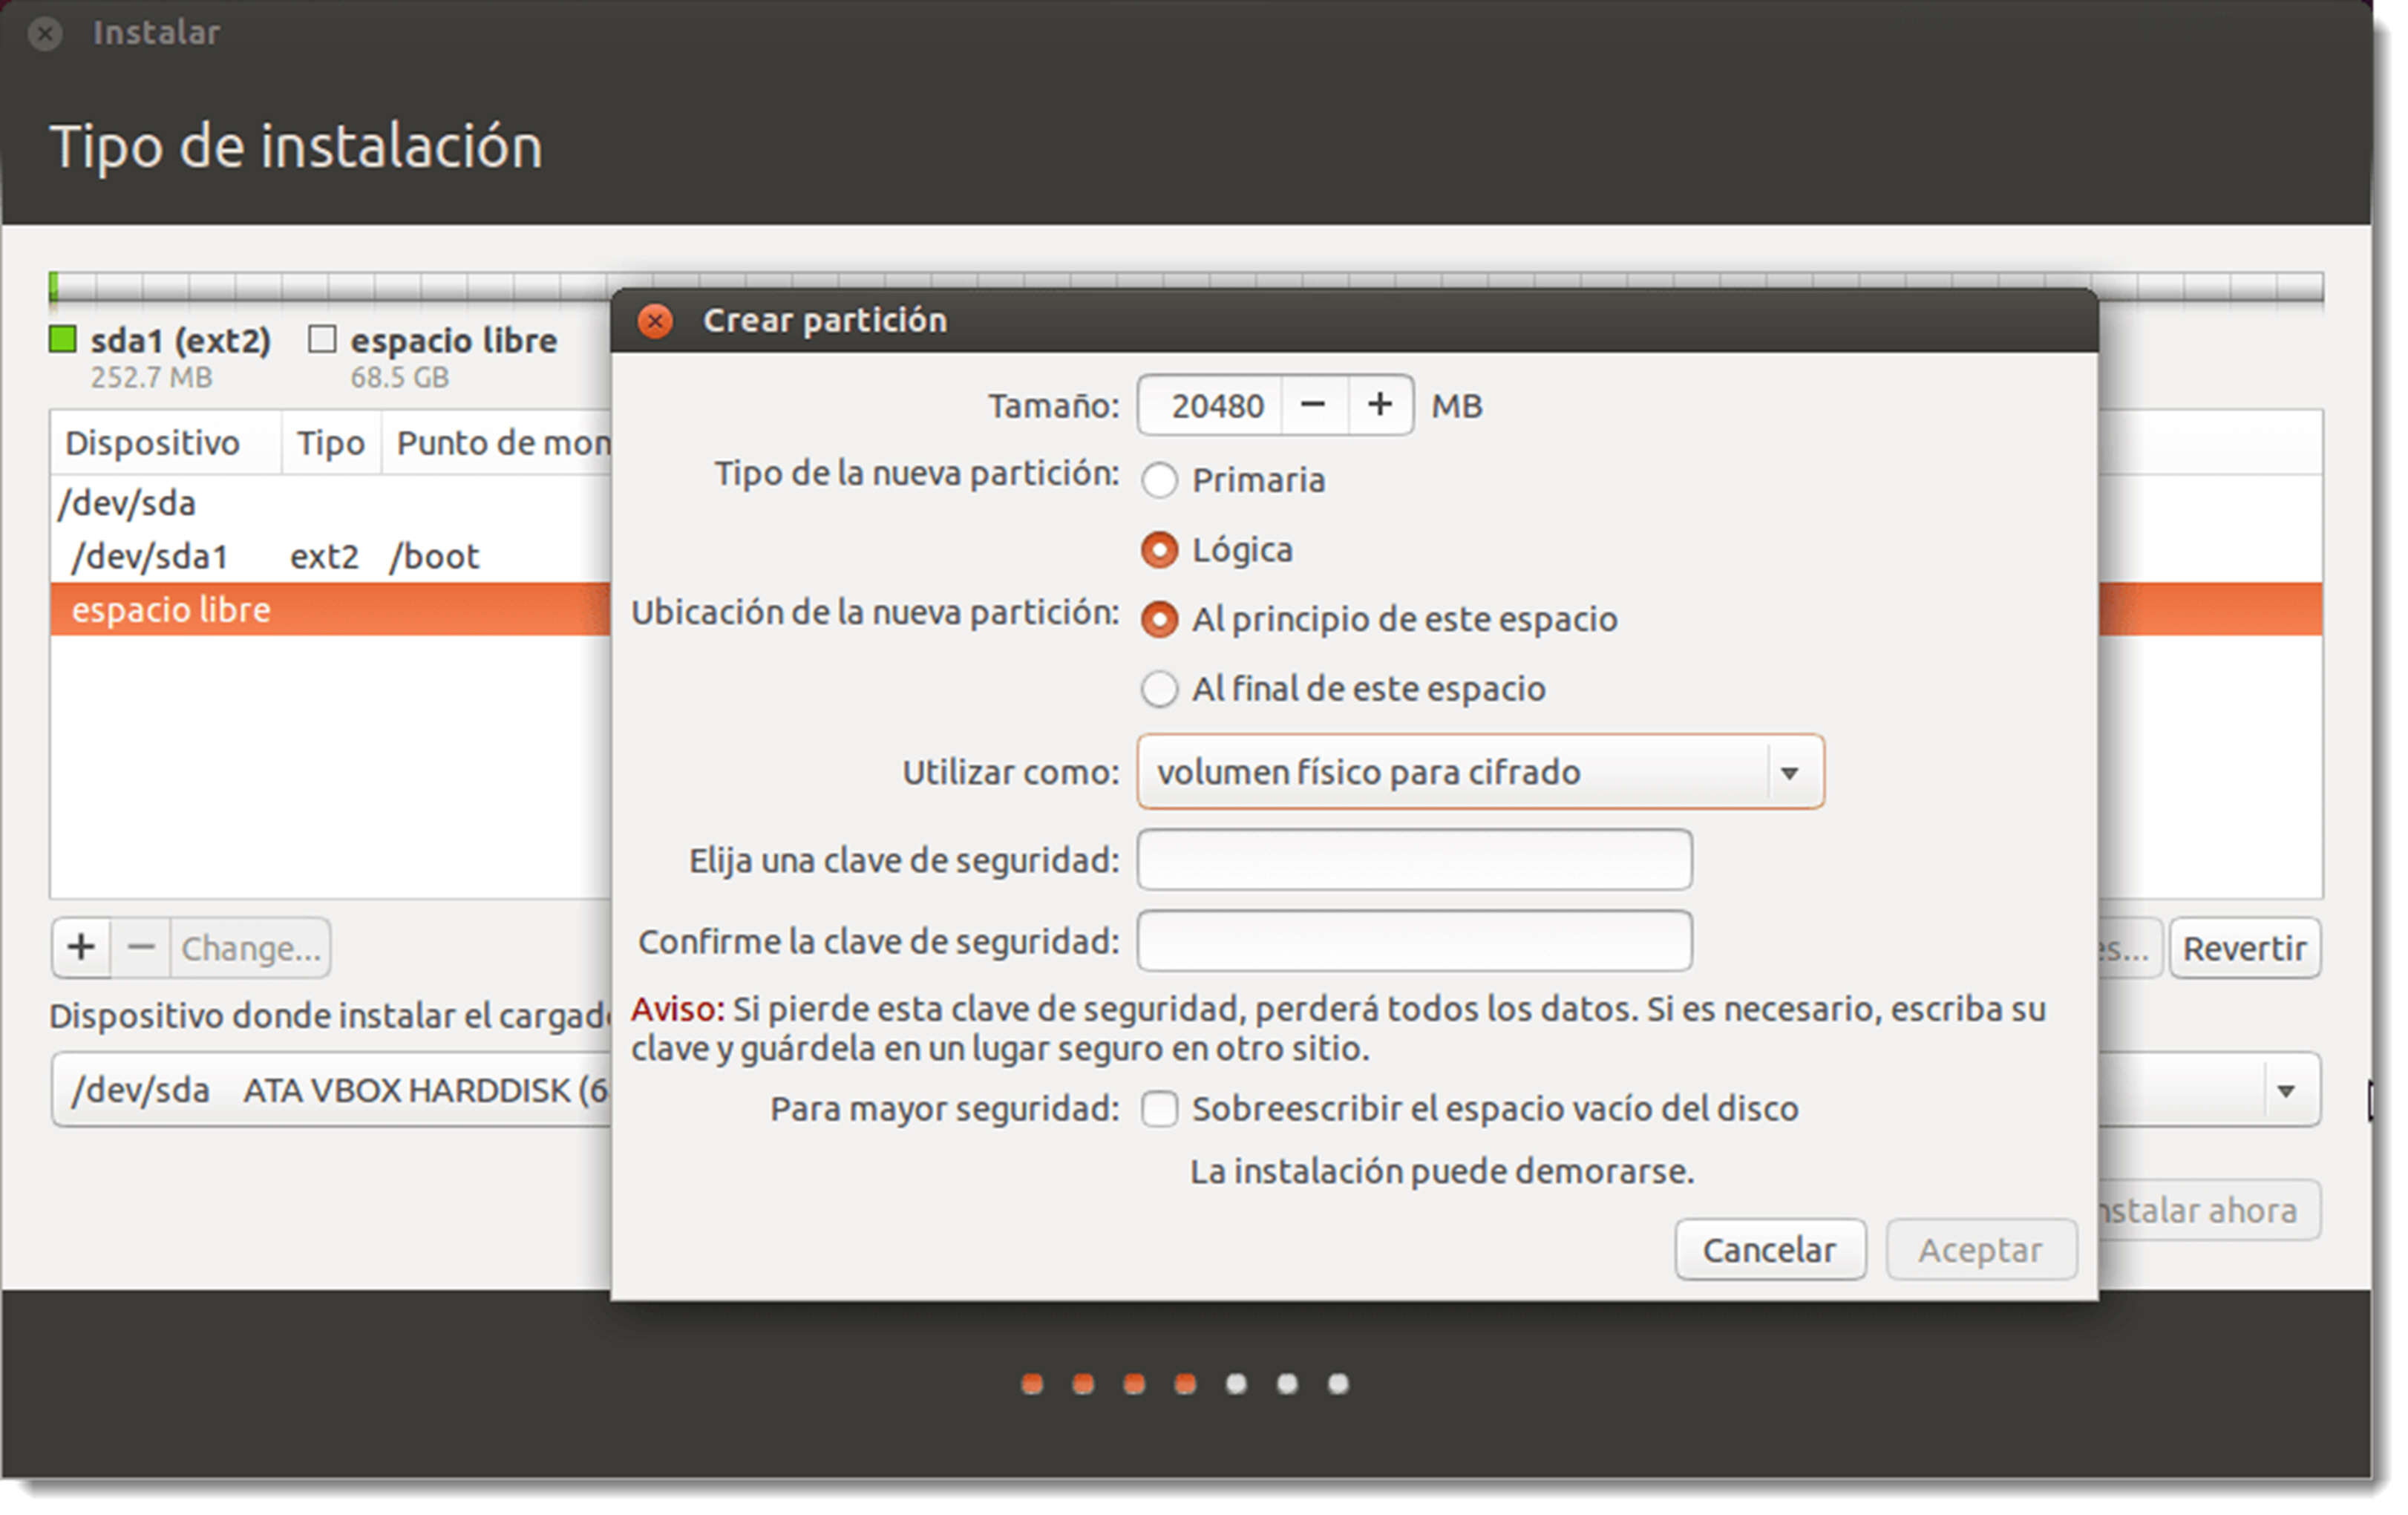 Instalar
Tipo de instalación
sda1 (ext2)
252.7 MB
espacio libre
68.5 GB
Dispositivo Tipo Punto de mon
/dev/sda
/dev/sda1 ext2 /boot
espacio libre
+ − Change...
Revertir
Dispositivo donde instalar el cargad
/dev/sda ATA VBOX HARDDISK (6
nstalar ahora
Crear partición
Tamaño: 20480 − + MB
Tipo de la nueva partición: Primaria
Lógica
Ubicación de la nueva partición: Al principio de este espacio
Al final de este espacio
Utilizar como: volumen físico para cifrado
Elija una clave de seguridad:
Confirme la clave de seguridad:
Aviso: Si pierde esta clave de seguridad, perderá todos los datos. Si es necesario, escriba su
clave y guárdela en un lugar seguro en otro sitio.
Para mayor seguridad: Sobreescribir el espacio vacío del disco
La instalación puede demorarse.
Cancelar Aceptar